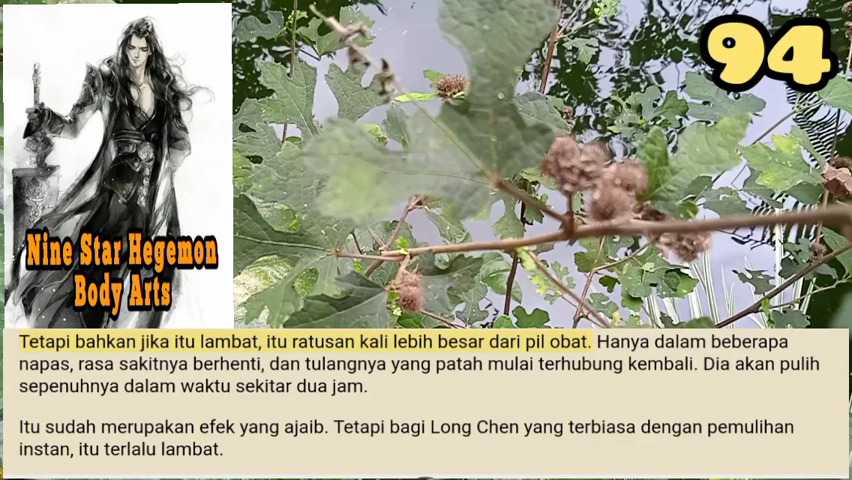 94
Nine Star Hegemon
Body Arts
Tetapi bahkan jika itu lambat, itu ratusan kali lebih besar dari pil obat. Hanya dalam beberapa
napas, rasa sakitnya berhenti, dan tulangnya yang patah mulai terhubung kembali. Dia akan pulih
sepenuhnya dalam waktu sekitar dua jam.
Itu sudah merupakan efek yang ajaib. Tetapi bagi Long Chen yang terbiasa dengan pemulihan
instan, itu terlalu lambat.